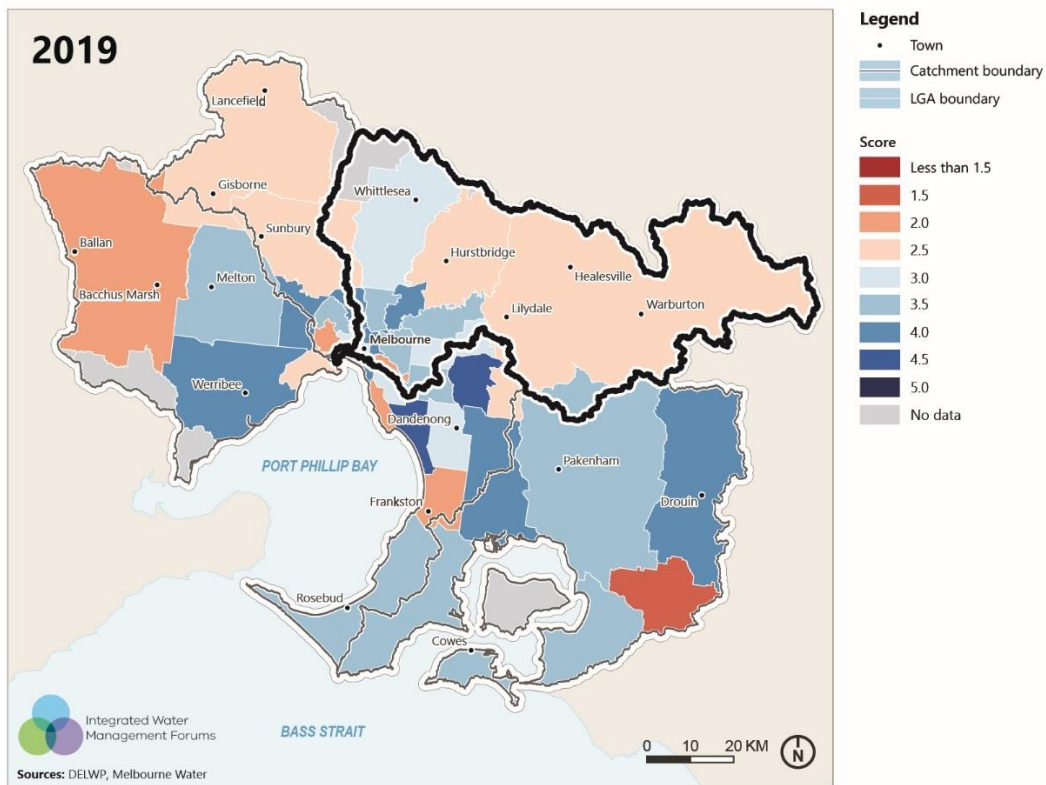 2019
Lancefield
Gisborne
Whittlesea
Sunbury
Hurstbridge
Healesville
Ballan
Melton
Bacchus Marsh
Lilydale
Warburton
Melbourne
Werribee
Dandenong
PORT PHILLIP BAY
Pakenham
Drouin
Frankston
Rosebud
Cowes
BASS STRAIT
Integrated Water
Management Forums
Sources: DELWP, Melbourne Water
0 10 20 KM
N
Legend
Town
Catchment boundary
LGA boundary
Score
Less than 1.5
1.5
2.0
2.5
3.0
3.5
4.0
4.5
5.0
No data